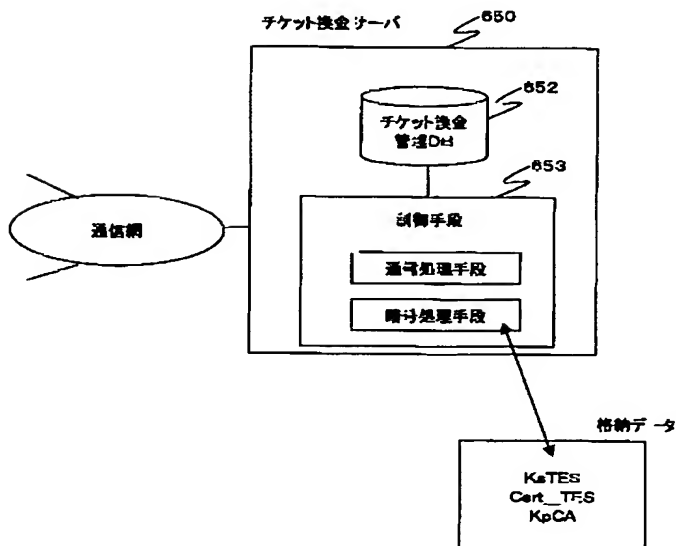 チケット換金サーバ
650
652
チケット換金
管理DB
653
通信網
制御手段
通信処理手段
暗号処理手段
格納データ
KsTES
Cert__TES
KpCA